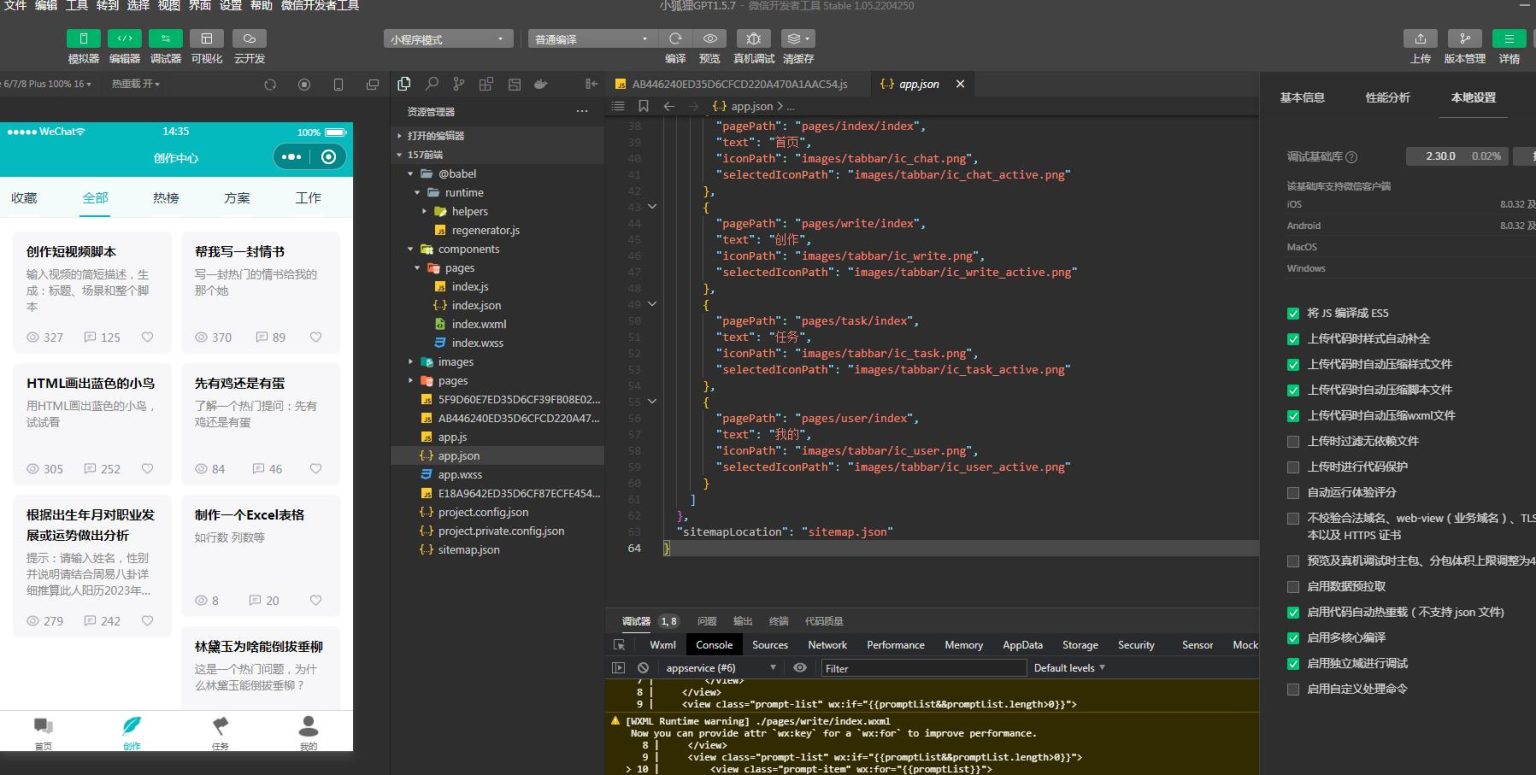 文件 编辑 工具 转到 选择 视图 界面 设置 帮助 微信开发者工具
小狐狸GPT1.5.7 - 微信开发者工具 Stable 1.05.2204250
小程序模式
普通编译
模拟器 编辑器 调试器 可视化 云开发
编译 预览 真机调试 清缓存
上传 版本管理 详情
6/7/8 Plus 100% 16
热重载 开
WeChat
14:35
100%
创作中心
收藏 全部 热榜 方案 工作
创作短视频脚本
输入视频的简短描述，生
成：标题、场景和整个脚
本
327 125
帮我写一封情书
写一封热门的情书给我的
那个她
370 89
HTML画出蓝色的小鸟
用HTML画出蓝色的小鸟，
试试看
305 252
先有鸡还是有蛋
了解一个热门提问：先有
鸡还是有蛋
84 46
根据出生年月对职业发
展或运势做出分析
提示：请输入姓名，性别
并说明请结合周易八卦详
细推算此人阳历2023年...
279 242
制作一个Excel表格
如行数 列数等
8 20
林黛玉为啥能倒拔垂柳
这是一个热门问题，为什
么林黛玉能倒拔垂柳？
首页 创作 任务 我的
资源管理器
打开的编辑器
157前端
@babel
runtime
helpers
regenerator.js
components
pages
index.js
index.json
index.wxml
index.wxss
images
pages
5F9D60E7ED35D6CF39FB08E02...
AB446240ED35D6CFCD220A47...
app.js
app.json
app.wxss
E18A9642ED35D6CF87ECFE454...
project.config.json
project.private.config.json
sitemap.json
AB446240ED35D6CFCD220A470A1AAC54.js
app.json
app.json > ...
38 "pagePath": "pages/index/index",
39 "text": "首页",
40 "iconPath": "images/tabbar/ic_chat.png",
41 "selectedIconPath": "images/tabbar/ic_chat_active.png"
42 },
43 {
44 "pagePath": "pages/write/index",
45 "text": "创作",
46 "iconPath": "images/tabbar/ic_write.png",
47 "selectedIconPath": "images/tabbar/ic_write_active.png"
48 },
49 {
50 "pagePath": "pages/task/index",
51 "text": "任务",
52 "iconPath": "images/tabbar/ic_task.png",
53 "selectedIconPath": "images/tabbar/ic_task_active.png"
54 },
55 {
56 "pagePath": "pages/user/index",
57 "text": "我的",
58 "iconPath": "images/tabbar/ic_user.png",
59 "selectedIconPath": "images/tabbar/ic_user_active.png"
60 }
61 ]
62 },
63 "sitemapLocation": "sitemap.json"
64 }
调试器 1, 8 问题 输出 终端 代码质量
Wxml Console Sources Network Performance Memory AppData Storage Security Sensor Mock
appservice (#6)
Filter
Default levels
7 | </view>
8 | </view>
9 | <view class="prompt-list" wx:if="{{promptList&&promptList.length>0}}">
[WXML Runtime warning] ./pages/write/index.wxml
Now you can provide attr `wx:key` for a `wx:for` to improve performance.
8 | </view>
9 | <view class="prompt-list" wx:if="{{promptList&&promptList.length>0}}">
> 10 | <view class="prompt-item" wx:for="{{promptList}}">
基本信息 性能分析 本地设置
调试基础库 2.30.0 0.02%
该基础库支持微信客户端
iOS 8.0.32 及
Android 8.0.32 及
MacOS
Windows
将 JS 编译成 ES5
上传代码时样式自动补全
上传代码时自动压缩样式文件
上传代码时自动压缩脚本文件
上传代码时自动压缩wxml文件
上传时过滤无依赖文件
上传时进行代码保护
自动运行体验评分
不校验合法域名、web-view（业务域名）、TLS
本以及 HTTPS 证书
预览及真机调试时主包、分包体积上限调整为4
启用数据预拉取
启用代码自动热重载（不支持 json 文件)
启用多核心编译
启用独立域进行调试
启用自定义处理命令